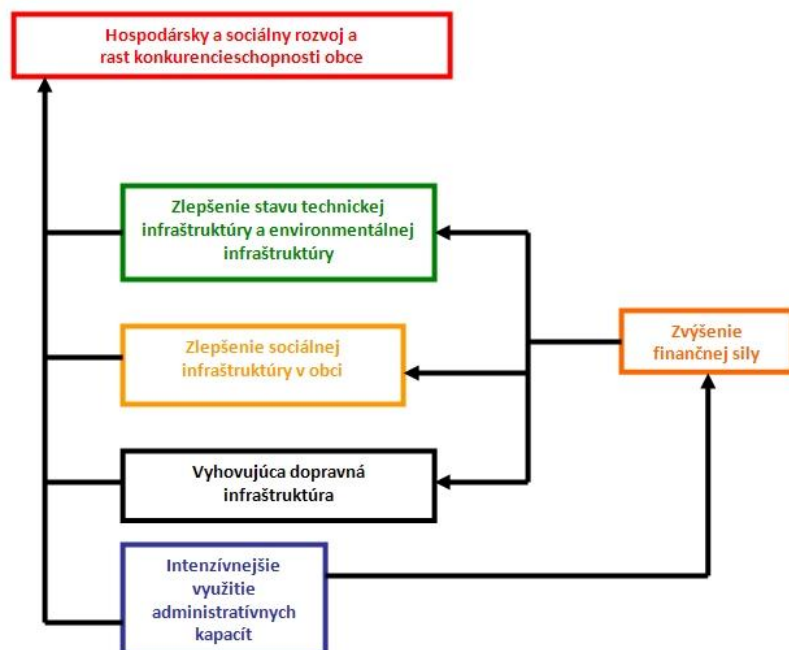 Hospodársky a sociálny rozvoj a
rast konkurencieschopnosti obce
Zlepšenie stavu technickej
infraštruktúry a environmentálnej
infraštruktúry
Zlepšenie sociálnej
infraštruktúry v obci
Zvýšenie
finančnej sily
Vyhovujúca dopravná
infraštruktúra
Intenzívnejšie
využitie
administratívnych
kapacít